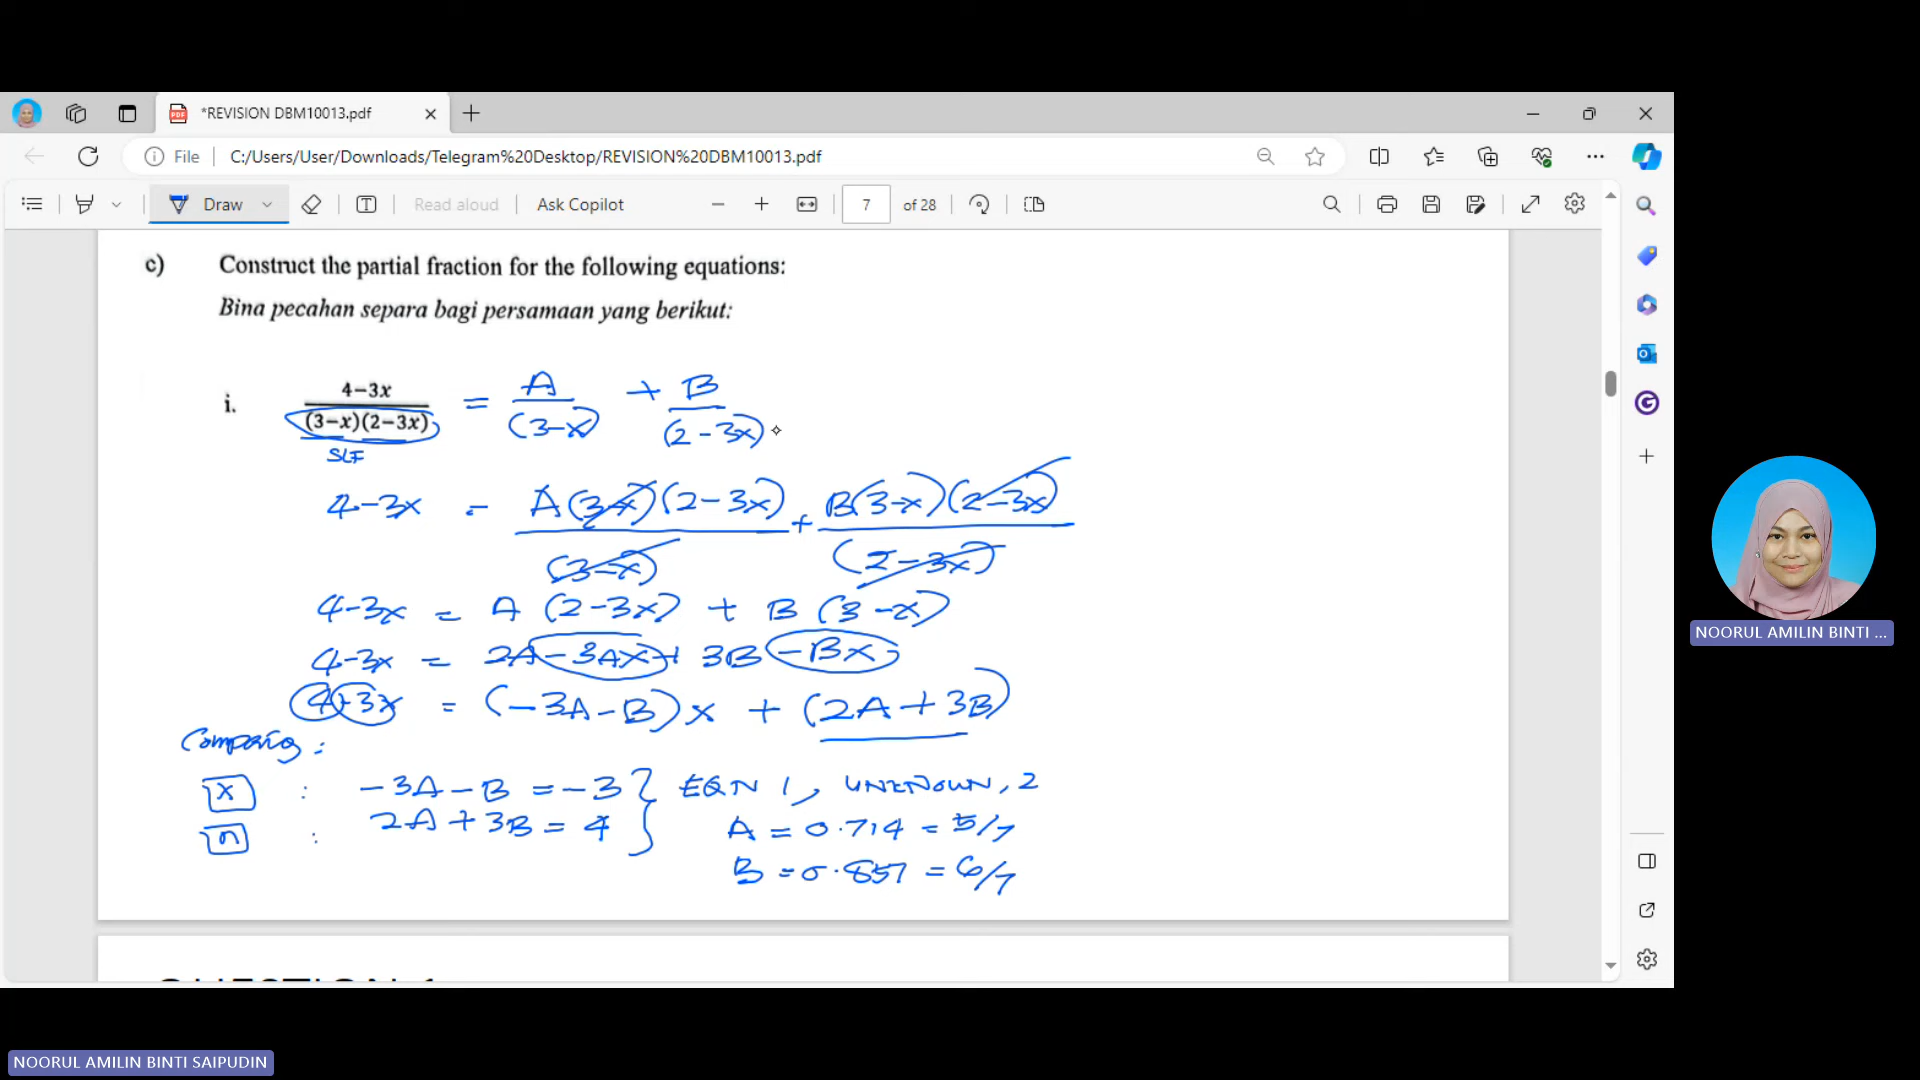 *REVISION DBM10013.pdf
File
C:/Users/User/Downloads/Telegram%20Desktop/REVISION%20DBM10013.pdf
Draw
Read aloud
Ask Copilot
7
of 28
c) Construct the partial fraction for the following equations:
Bina pecahan separa bagi persamaan yang berikut:
i. 4−3x / (3−x)(2−3x) = A / (3−x) + B / (2−3x)
SLF
4−3x = A(3−x)(2−3x) / (3−x) + B(3−x)(2−3x) / (2−3x)
4−3x = A (2−3x) + B (3−x)
4−3x = 2A−3Ax+ 3B −Bx
4−3x = (−3A−B)x + (2A+3B)
Comparing :
x : −3A−B = −3 } EQN 1, UNKNOWN, 2
n : 2A+3B = 4
A = 0.714 = 5/7
B = 0.857 = 6/7
NOORUL AMILIN BINTI ...
NOORUL AMILIN BINTI SAIPUDIN